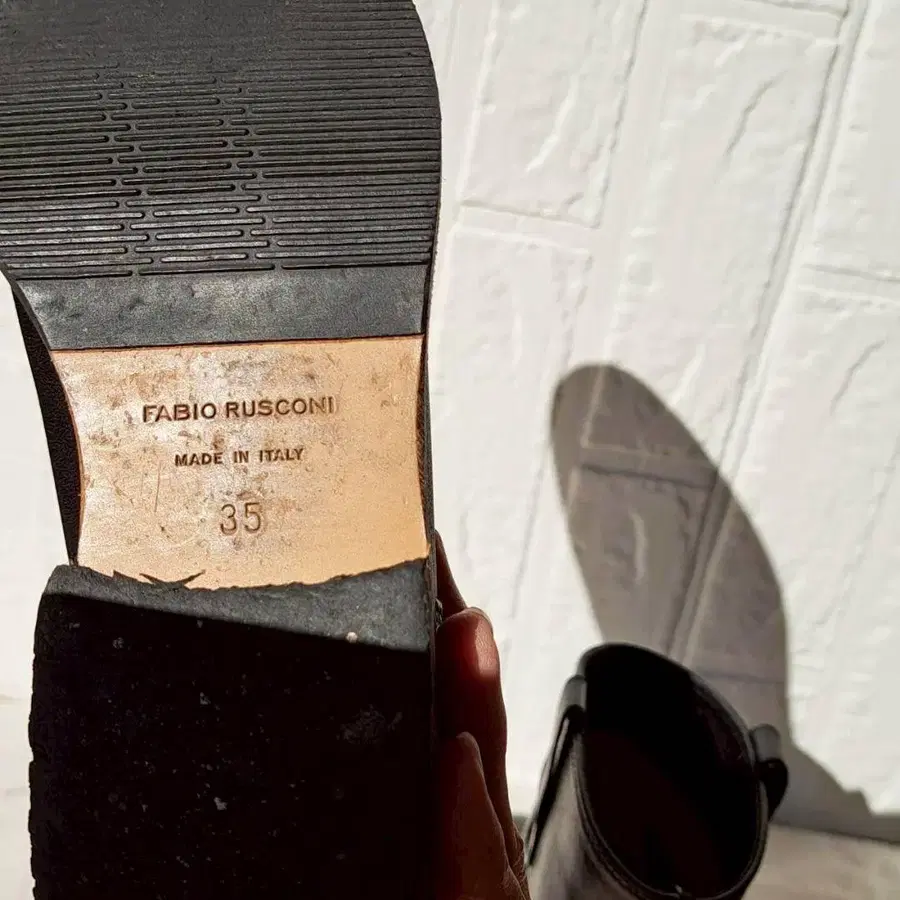 FABIO RUSCONI
MADE IN ITALY
35